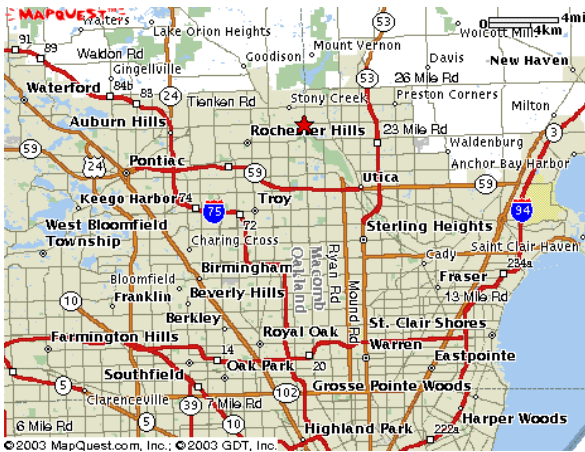 MAPQUEST
Walters
Lake Orion Heights
53
0 4mi
4km
Wolcott Mill
91
89
Waldon Rd
Goodison
Mount Vernon
Davis
New Haven
Gingellville
53
26 Mile Rd
Waterford
84b
83
24
Tienken Rd
Stony Creek
Preston Corners
Milton
Auburn Hills
Rochester Hills
23 Mile Rd
3
59
24
Pontiac
59
Waldenburg
Anchor Bay Harbor
Utica
59
Keego Harbor
74
75
Troy
94
72
West Bloomfield
Township
Sterling Heights
Charing Cross
Saint Clair Haven
Birmingham
Oakland
Macomb
Ryan Rd
Mound Rd
Cady
234a
Bloomfield
Fraser
10
Franklin
Beverly Hills
13 Mile Rd
Berkley
St. Clair Shores
Farmington Hills
Royal Oak
Warren
14
20
Eastpointe
Southfield
Oak Park
5
102
Grosse Pointe Woods
Clarenceville
39
7 Mile Rd
5
10
Harper Woods
6 Mile Rd
Highland Park
222a
©2003 MapQuest.com, Inc.; ©2003 GDT, Inc.